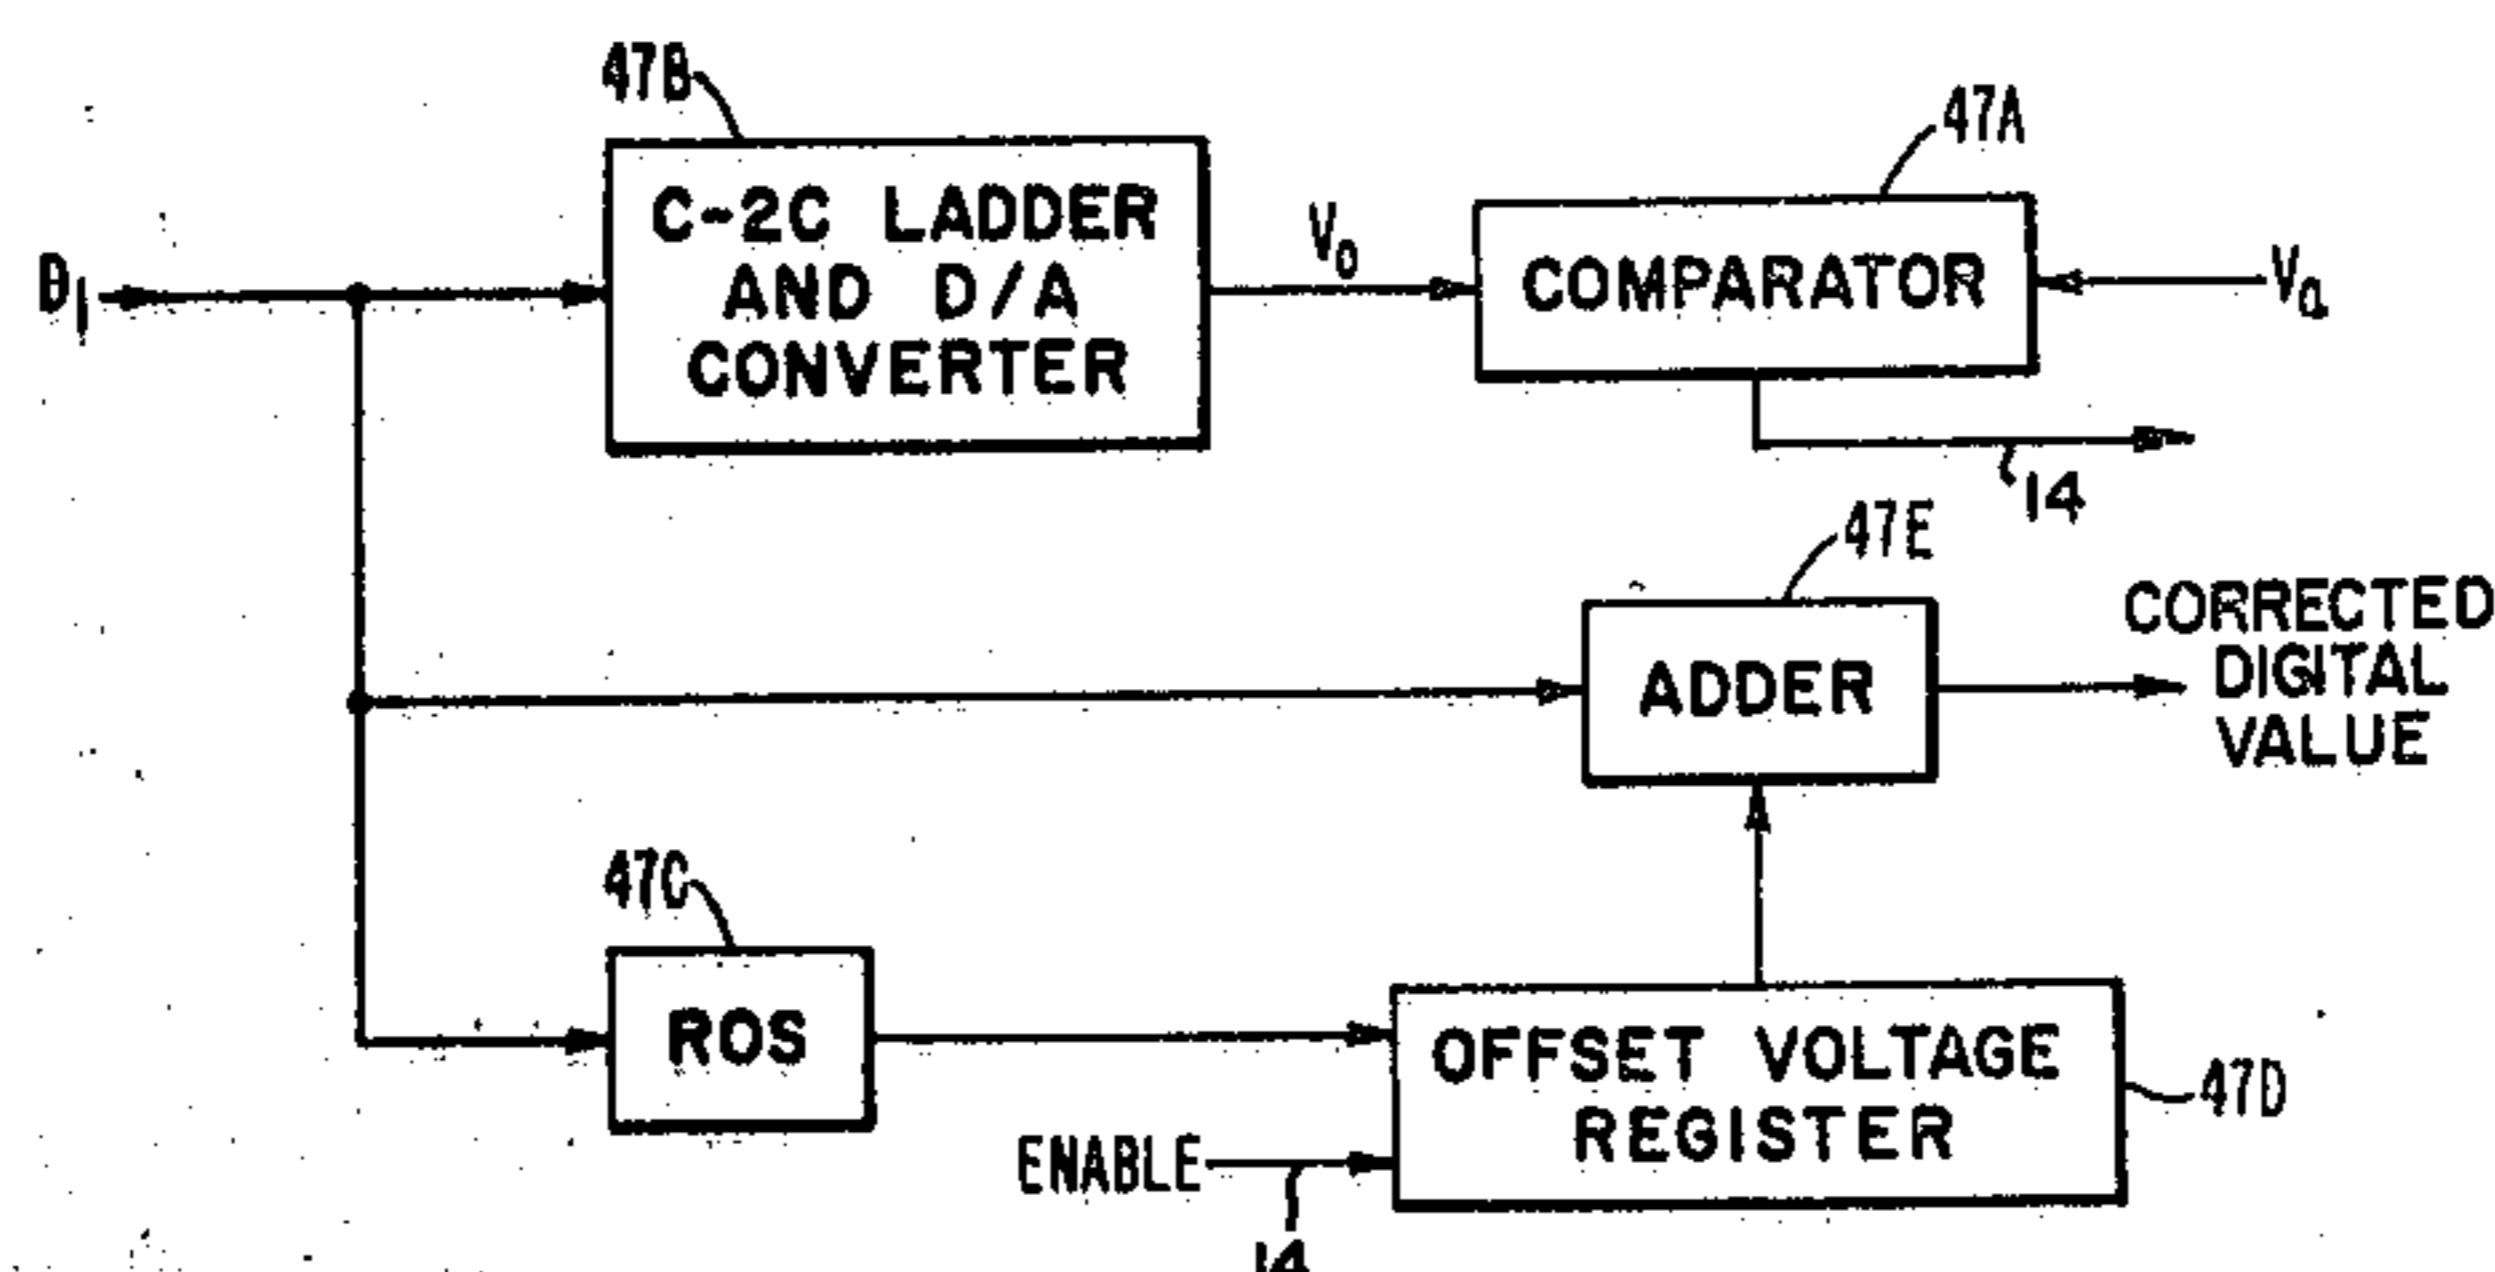 47B
47A
C-2C LADDER
AND D/A
CONVERTER
V0
COMPARATOR
Va
D1
14
47E
ADDER
CORRECTED
DIGITAL
VALUE
47C
ROS
OFFSET VOLTAGE
REGISTER
47D
ENABLE
14